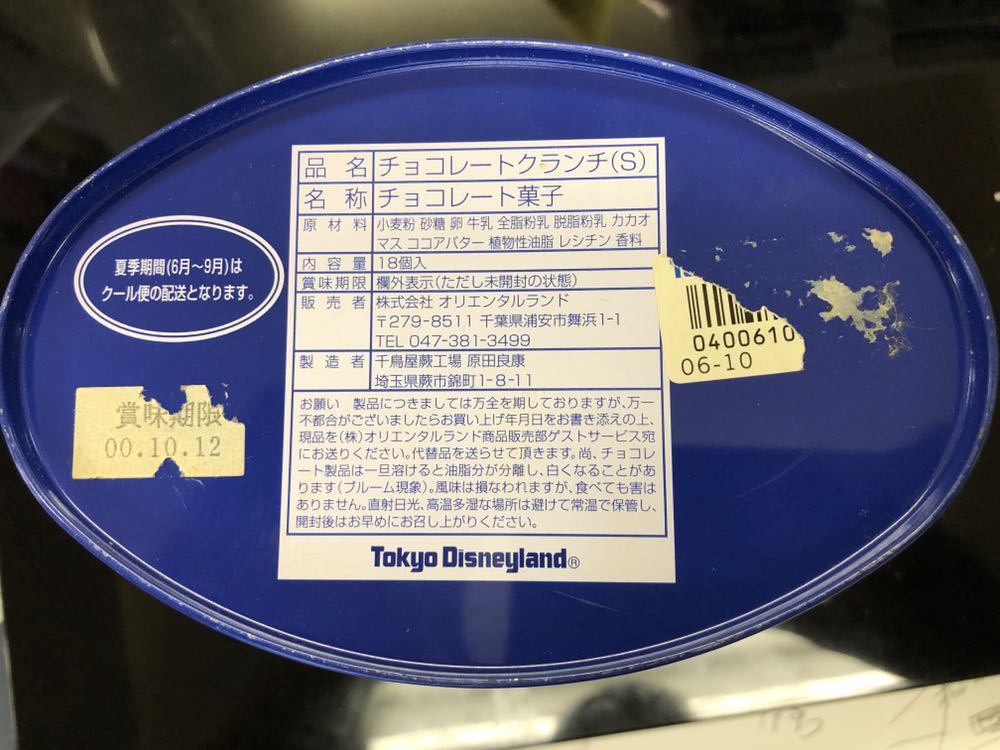 品名 チョコレートクランチ(S)
名称 チョコレート菓子
原材料 小麦粉 砂糖 卵 牛乳 全脂粉乳 脱脂粉乳 カカオ
マス ココアバター 植物性油脂 レシチン 香料
内容量 18個入
賞味期限 欄外表示(ただし未開封の状態)
販売者 株式会社 オリエンタルランド
〒279-8511 千葉県浦安市舞浜1-1
TEL 047-381-3499
製造者 千鳥屋蕨工場 原田良康
埼玉県蕨市錦町1-8-11
お願い 製品につきましては万全を期しておりますが、万一
不都合がございましたらお買い上げ年月日をお書き添えの上、
現品を(株)オリエンタルランド商品販売部ゲストサービス宛
にお送りください。代替品を送らせて頂きます。尚、チョコレ
ート製品は一旦溶けると油脂分が分離し、白くなることがあ
ります(ブルーム現象)。風味は損なわれますが、食べても害は
ありません。直射日光、高温多湿な場所は避けて常温で保管し、
開封後はお早めにお召し上がりください。
Tokyo Disneyland®
夏季期間(6月〜9月)は
クール便の配送となります。
賞味期限
00.10.12
0400610
06-10